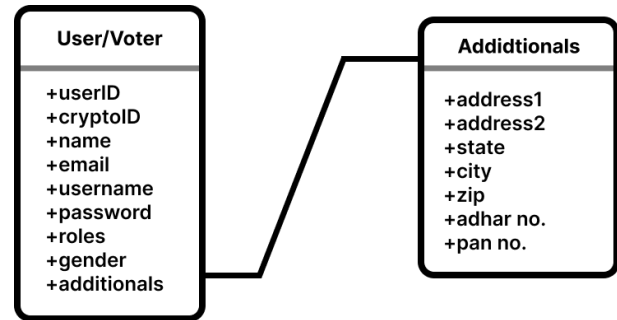 User/Voter
+userID
+cryptoID
+name
+email
+username
+password
+roles
+gender
+additionals
Addidtionals
+address1
+address2
+state
+city
+zip
+adhar no.
+pan no.